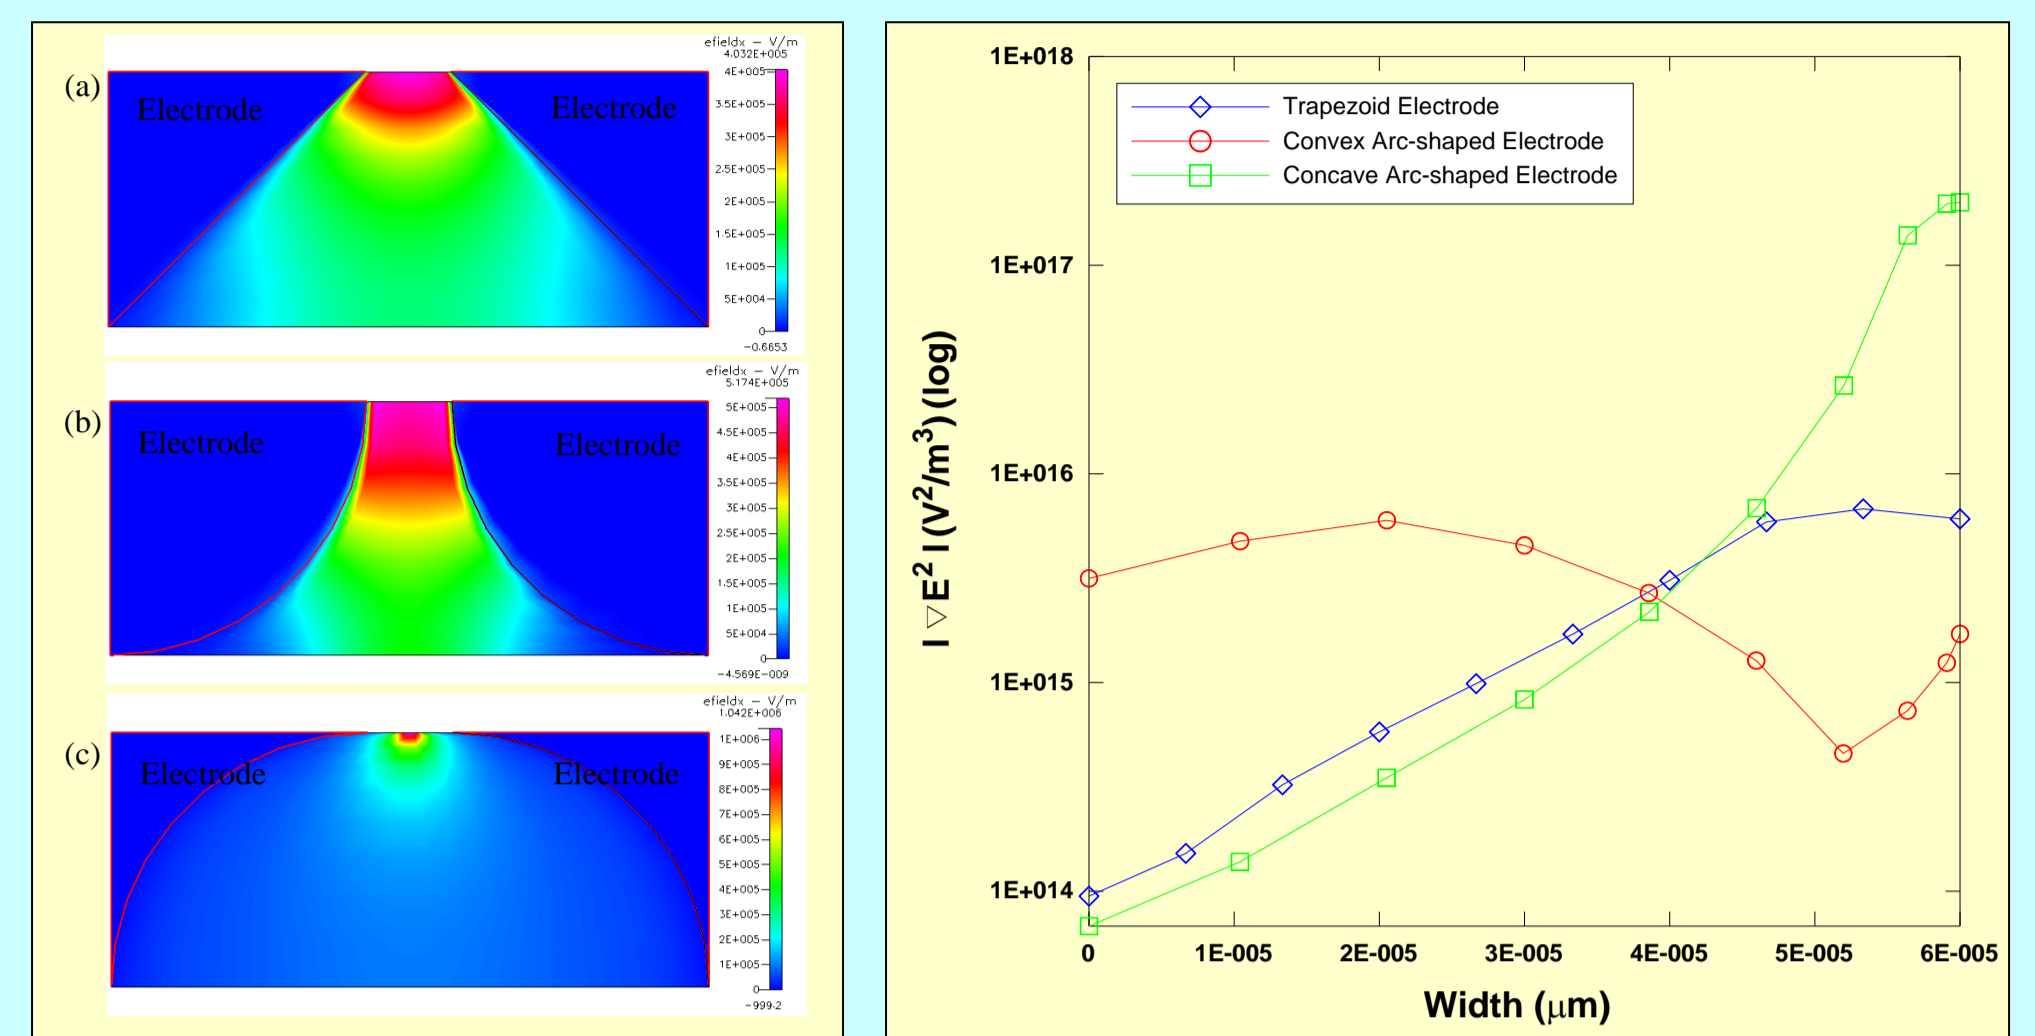 (a)
efieldx – V/m
4.032E+005
Electrode
Electrode
4E+005
3.5E+005
3E+005
2.5E+005
2E+005
1.5E+005
1E+005
5E+004
0
−0.6653
(b)
efieldx – V/m
5.174E+005
Electrode
Electrode
5E+005
4.5E+005
4E+005
3.5E+005
3E+005
2.5E+005
2E+005
1.5E+005
1E+005
5E+004
0
−4.569E−009
(c)
efieldx – V/m
1.042E+006
Electrode
Electrode
1E+006
9E+005
8E+005
7E+005
6E+005
5E+005
4E+005
3E+005
2E+005
1E+005
0
−999.2
1E+018
1E+017
1E+016
1E+015
1E+014
I ▽E² I (V²/m³) (log)
Trapezoid Electrode
Convex Arc-shaped Electrode
Concave Arc-shaped Electrode
0 1E-005 2E-005 3E-005 4E-005 5E-005 6E-005
Width (μm)